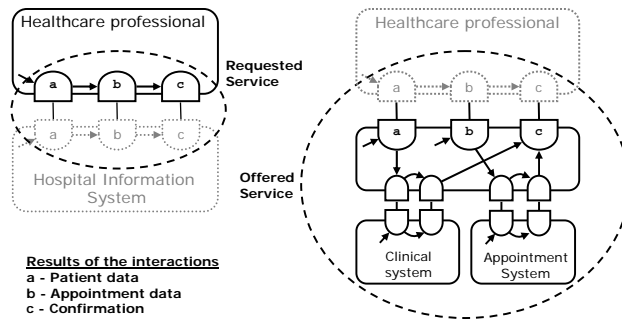 Healthcare professional
a b c
a b c
Hospital Information
System
Requested
Service
Offered
Service
Healthcare professional
a b c
a b c
Clinical
system
Appointment
System
Results of the interactions
a - Patient data
b - Appointment data
c - Confirmation